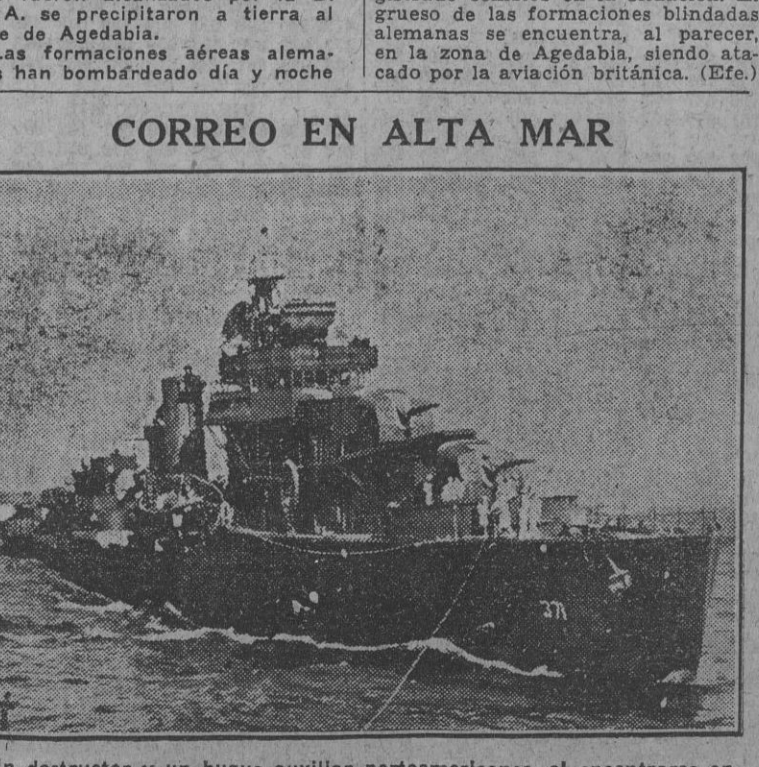 A. se precipitaron a tierra al
e de Agedabia.
Las formaciones aéreas alema-
s han bombardeado día y noche
grueso de las formaciones blindadas
alemanas se encuentra, al parecer,
en la zona de Agedabia, siendo ata-
cado por la aviación británica. (Efe.)
CORREO EN ALTA MAR